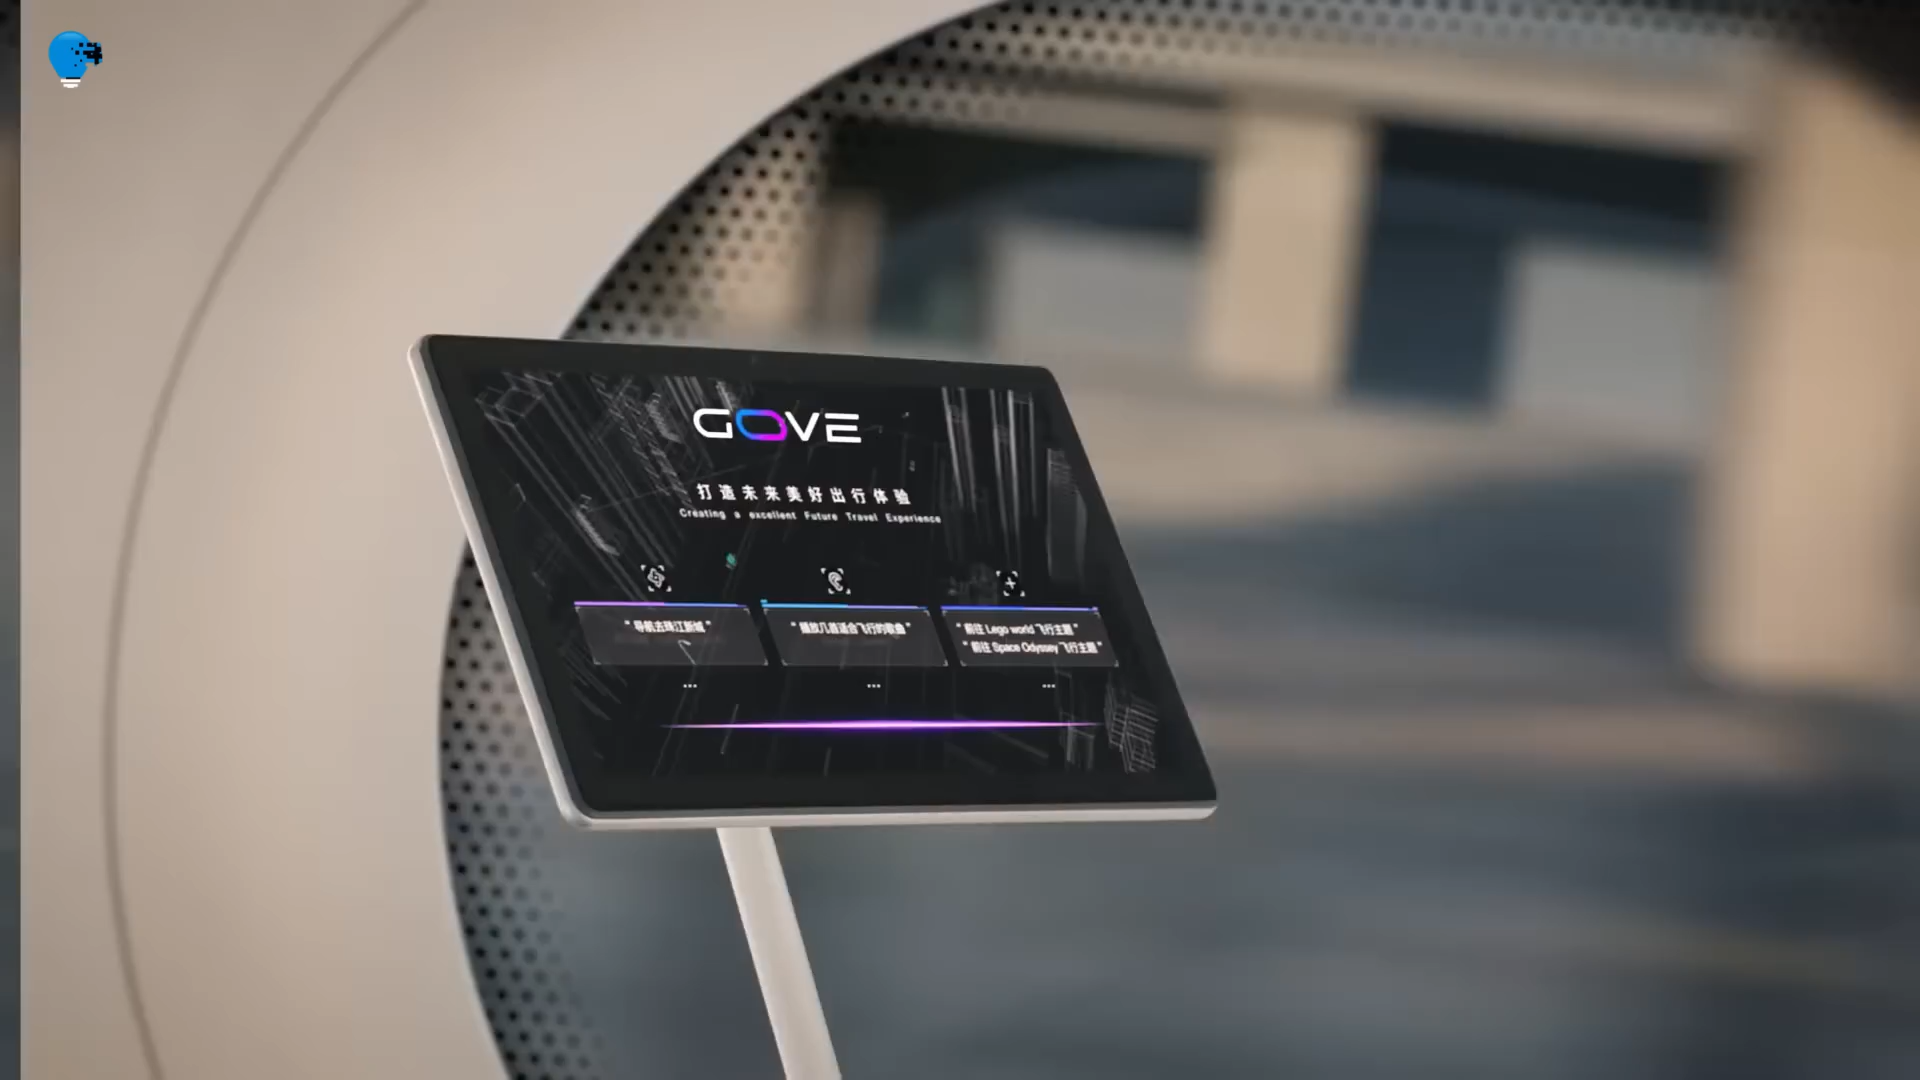 GOVE
打造未来美好出行体验
Creating a excellent Future Travel Experience
"导航去珠江新城"
"播放几首适合飞行的歌曲"
"前往 Lego world 飞行主题"
"前往 Space Odyssey 飞行主题"
...
...
...